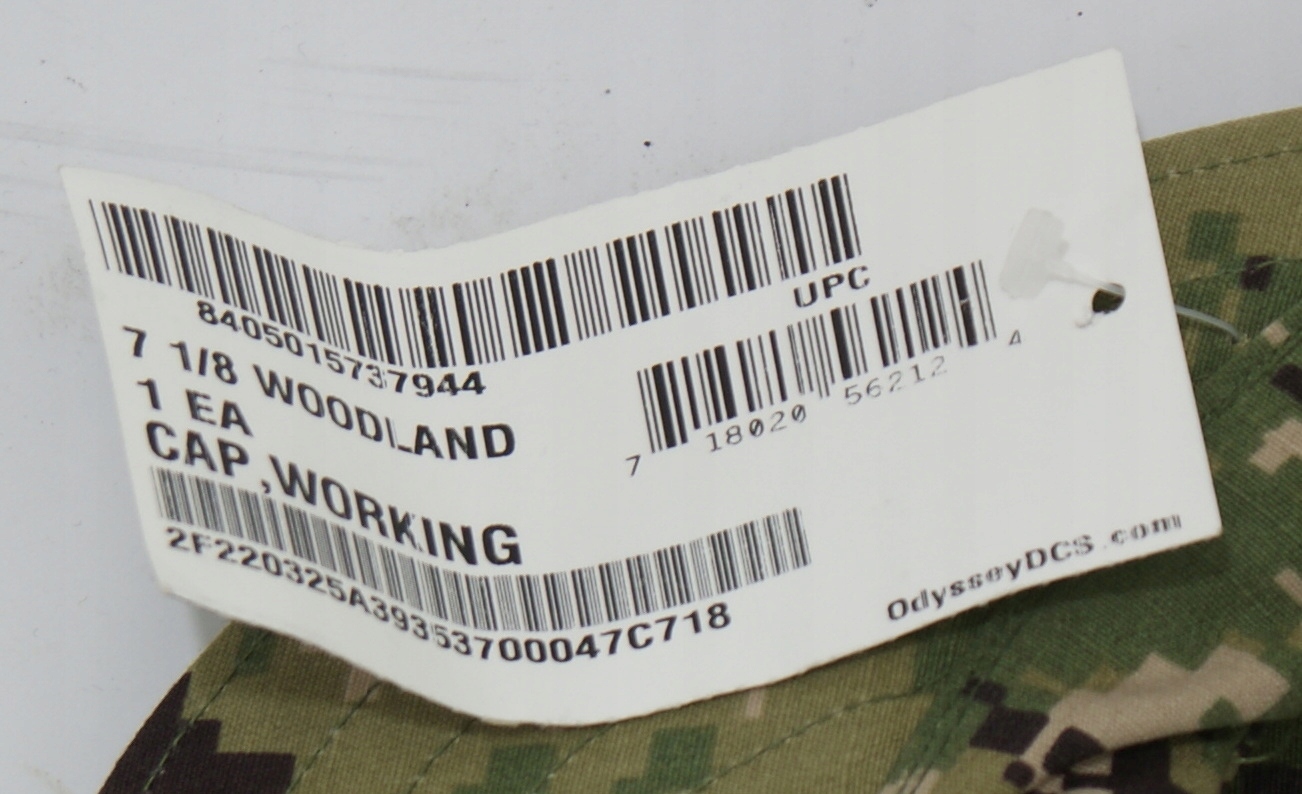 8405015737944
7 1/8 WOODLAND
1 EA
CAP ,WORKING
2F220325A39353700047C718
UPC
7 18020 56212 4
OdysseyDCS.com